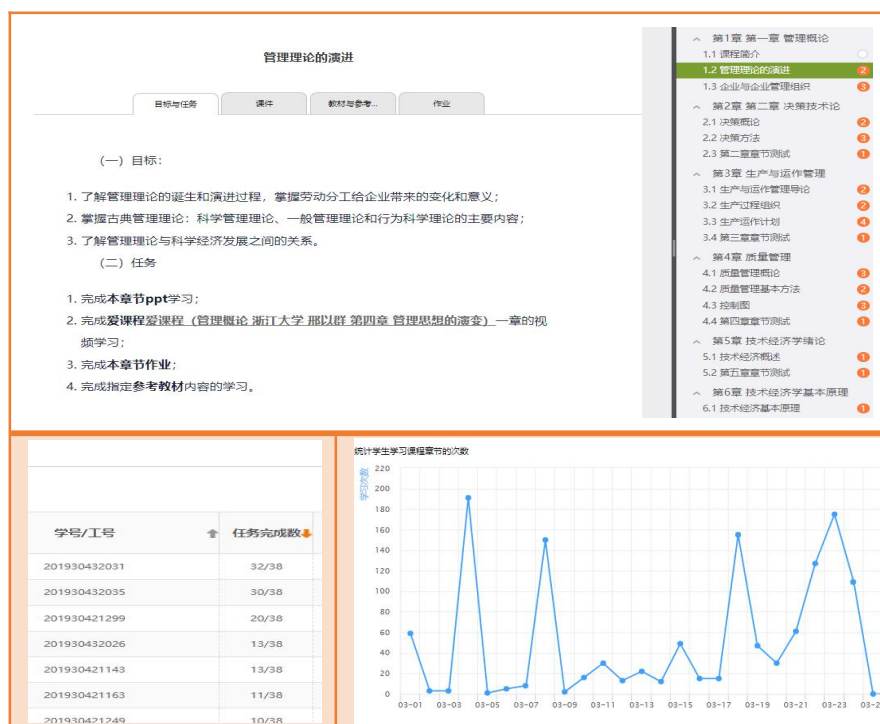 管理理论的演进
目标与任务
课件
教材与参考...
作业
(一) 目标:
1. 了解管理理论的诞生和演进过程,掌握劳动分工给企业带来的变化和意义;
2. 掌握古典管理理论:科学管理理论、一般管理理论和行为科学理论的主要内容;
3. 了解管理理论与科学经济发展之间的关系。
(二) 任务
1. 完成本章节ppt学习;
2. 完成爱课程爱课程(管理概论 浙江大学 邢以群 第四章 管理思想的演变)一章的视
频学习;
3. 完成本章节作业;
4. 完成指定参考教材内容的学习。
第1章 第一章 管理概论
1.1 课程简介
1.2 管理理论的演进 2
1.3 企业与企业管理组织 3
第2章 第二章 决策技术论
2.1 决策概论 2
2.2 决策方法 3
2.3 第二章章节测试 1
第3章 生产与运作管理
3.1 生产与运作管理导论 2
3.2 生产过程组织 2
3.3 生产运作计划 4
3.4 第三章章节测试 1
第4章 质量管理
4.1 质量管理概论 3
4.2 质量管理基本方法 2
4.3 控制图 3
4.4 第四章章节测试 1
第5章 技术经济学绪论
5.1 技术经济概述 1
5.2 第五章章节测试 1
第6章 技术经济学基本原理
6.1 技术经济基本原理 1
学号/工号 任务完成数
201930432031 32/38
201930432035 30/38
201930421299 20/38
201930432026 13/38
201930421143 13/38
201930421163 11/38
201930421249 10/38
统计学生学习课程章节的次数
学习次数
220
200
180
160
140
120
100
80
60
40
20
0
03-01 03-03 03-05 03-07 03-09 03-11 03-13 03-15 03-17 03-19 03-21 03-23 03-2